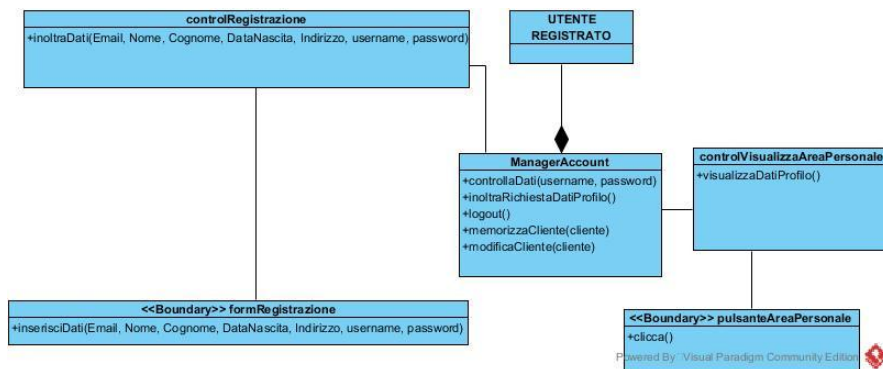 controlRegistrazione
+inoltraDati(Email, Nome, Cognome, DataNascita, Indirizzo, username, password)
UTENTE
REGISTRATO
ManagerAccount
+controllaDati(username, password)
+inoltraRichiestaDatiProfilo()
+logout()
+memorizzaCliente(cliente)
+modificaCliente(cliente)
controlVisualizzaAreaPersonale
+visualizzaDatiProfilo()
<<Boundary>> formRegistrazione
+inserisciDati(Email, Nome, Cognome, DataNascita, Indirizzo, username, password)
<<Boundary>> pulsanteAreaPersonale
+clicca()
Powered By Visual Paradigm Community Edition